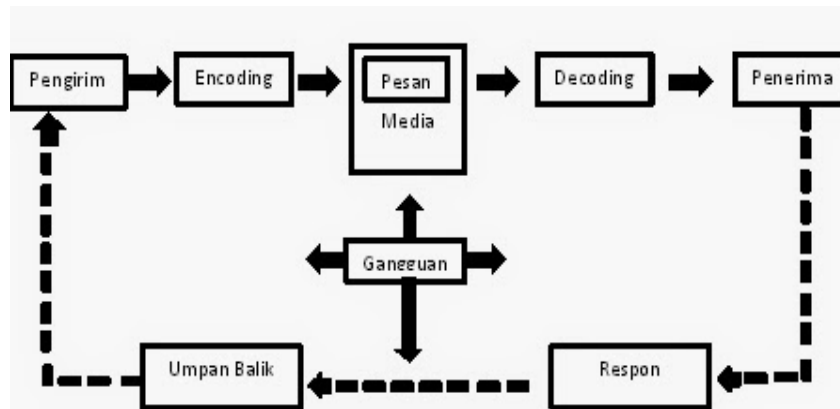 Pengirim
Encoding
Pesan
Media
Decoding
Penerima
Gangguan
Umpan Balik
Respon